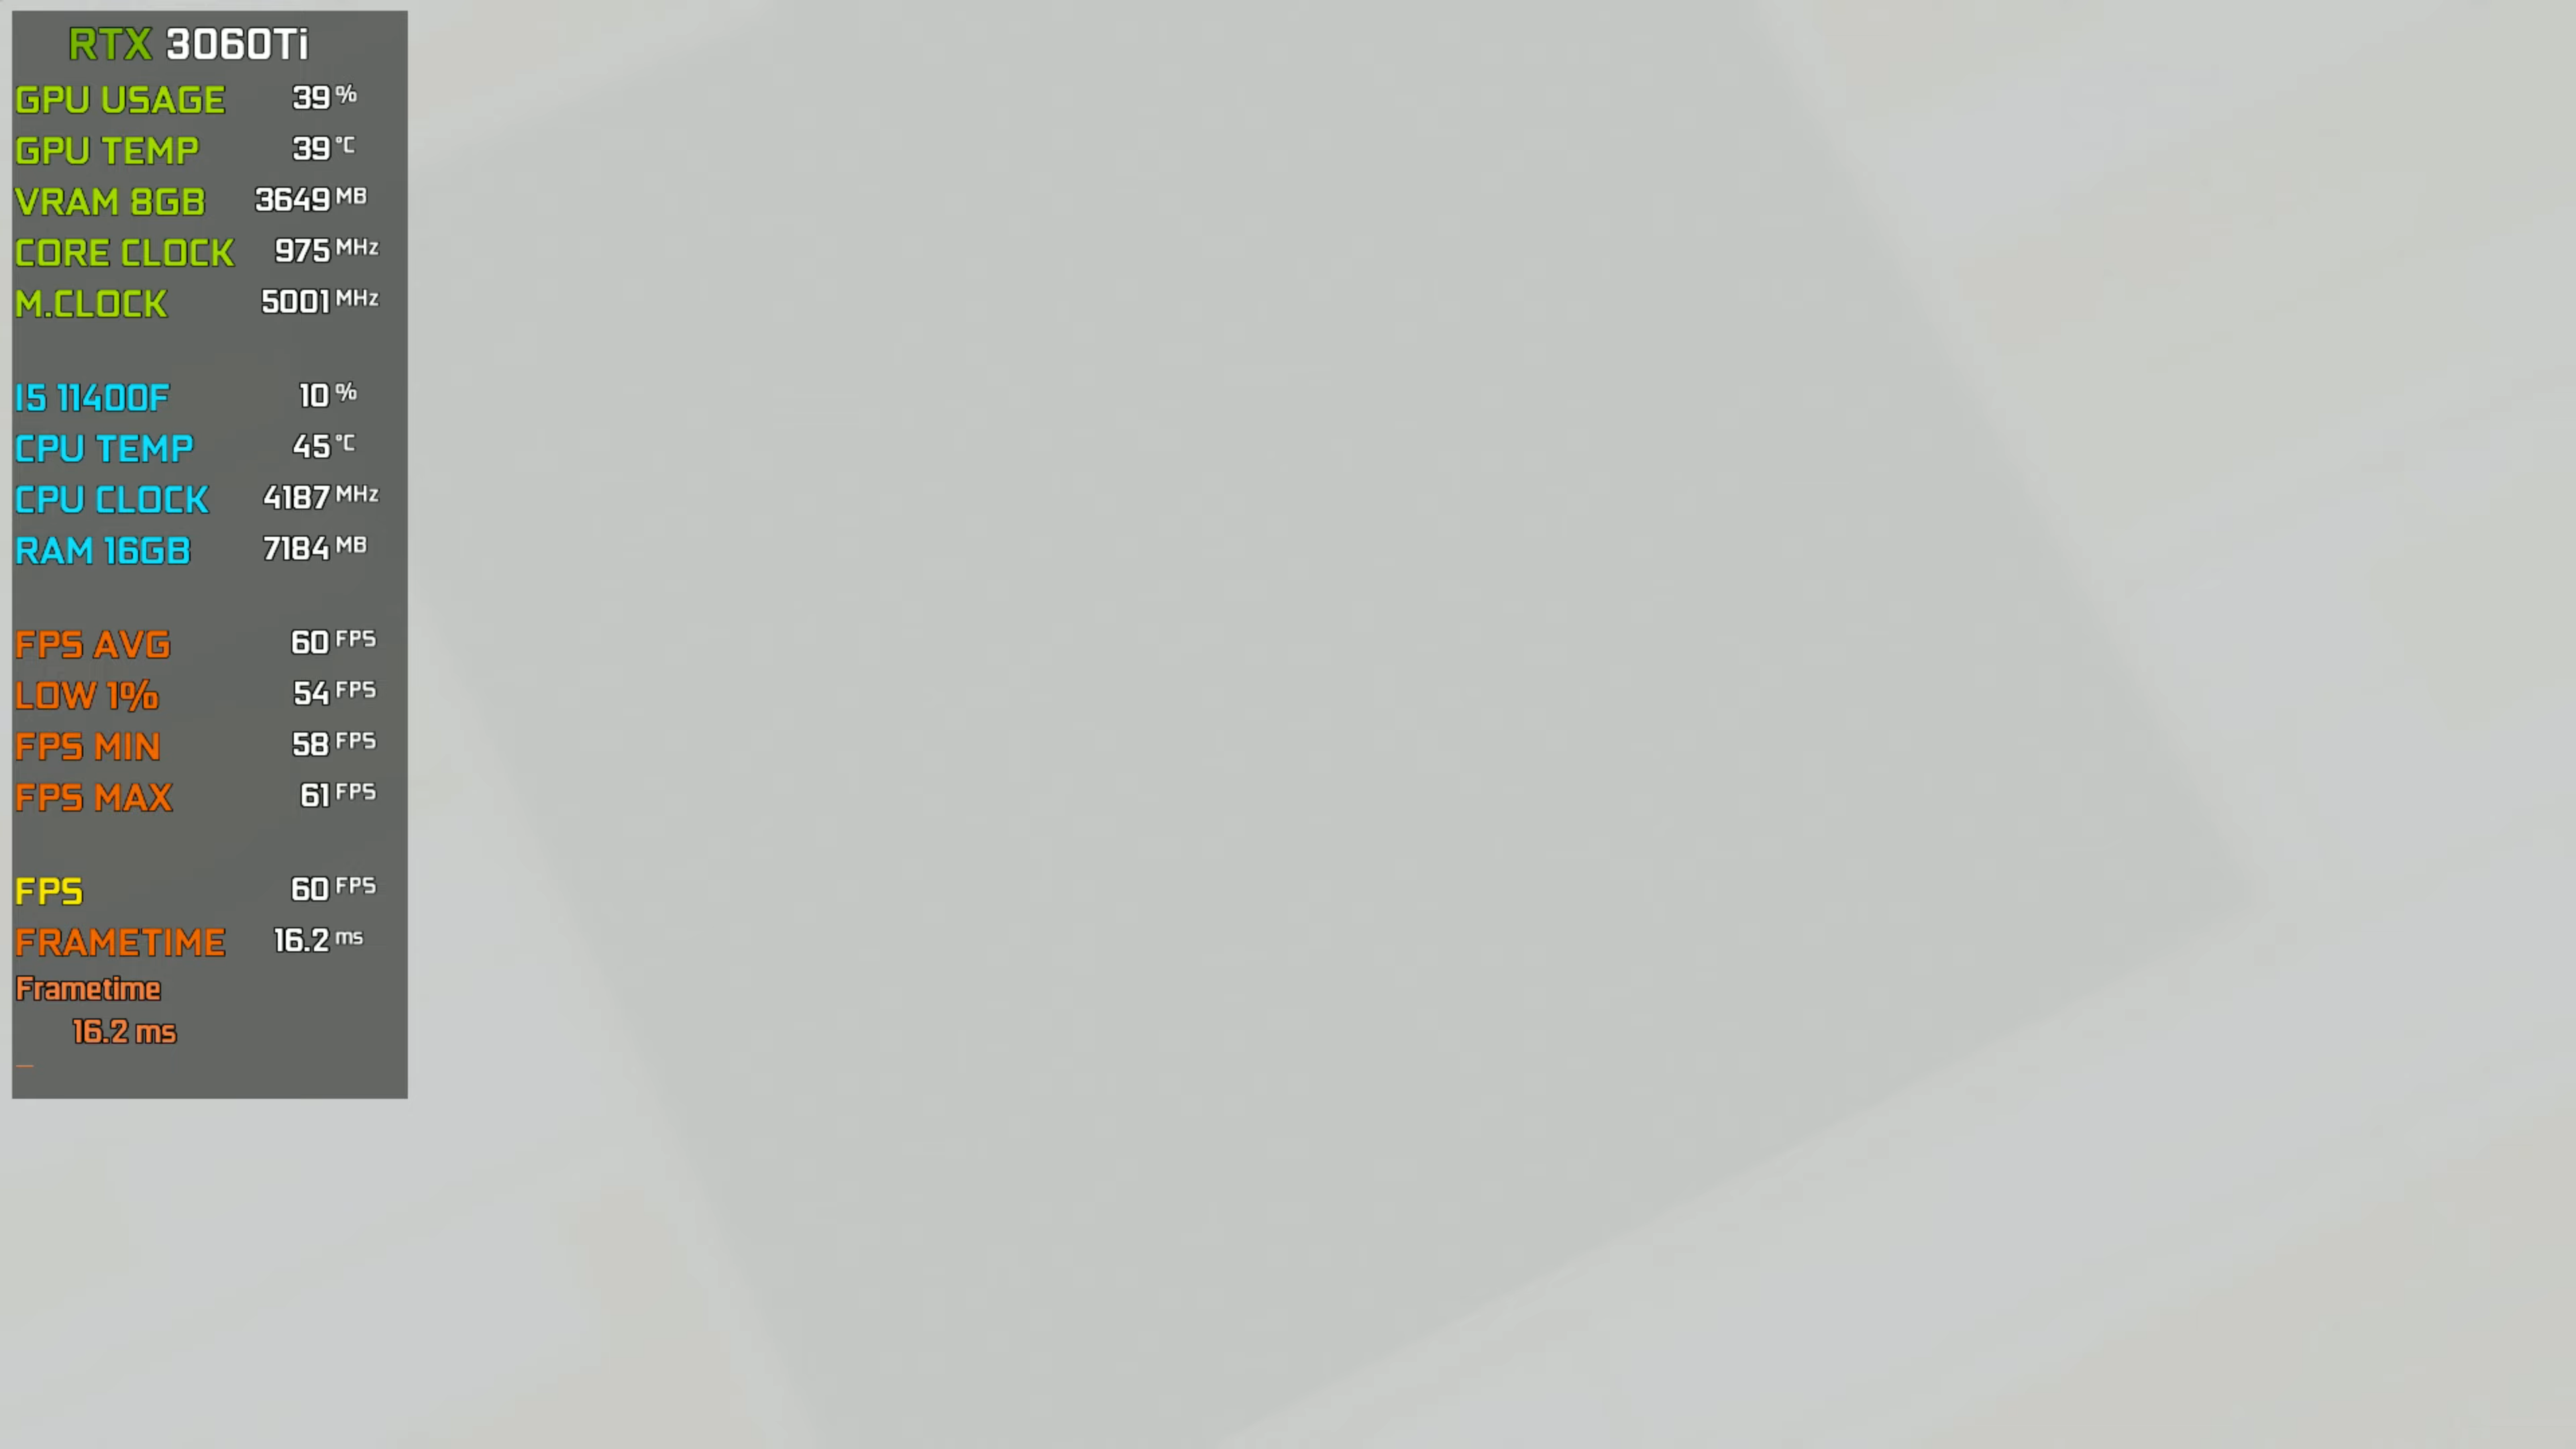 RTX 3060Ti
GPU USAGE 39 %
GPU TEMP 39 °C
VRAM 8GB 3649 MB
CORE CLOCK 975 MHz
M.CLOCK 5001 MHz
I5 11400F 10 %
CPU TEMP 45 °C
CPU CLOCK 4187 MHz
RAM 16GB 7184 MB
FPS AVG 60 FPS
LOW 1% 54 FPS
FPS MIN 58 FPS
FPS MAX 61 FPS
FPS 60 FPS
FRAMETIME 16.2 ms
Frametime
16.2 ms